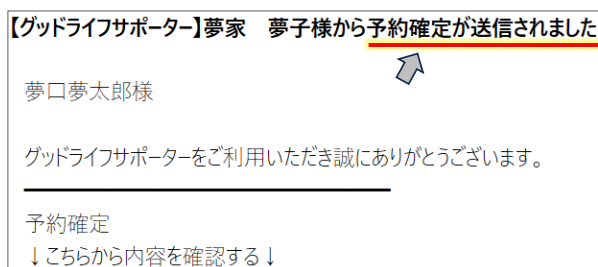 【グッドライフサポーター】夢家　夢子様から予約確定が送信されました
夢口夢太郎様
グッドライフサポーターをご利用いただき誠にありがとうございます。
予約確定
↓こちらから内容を確認する↓